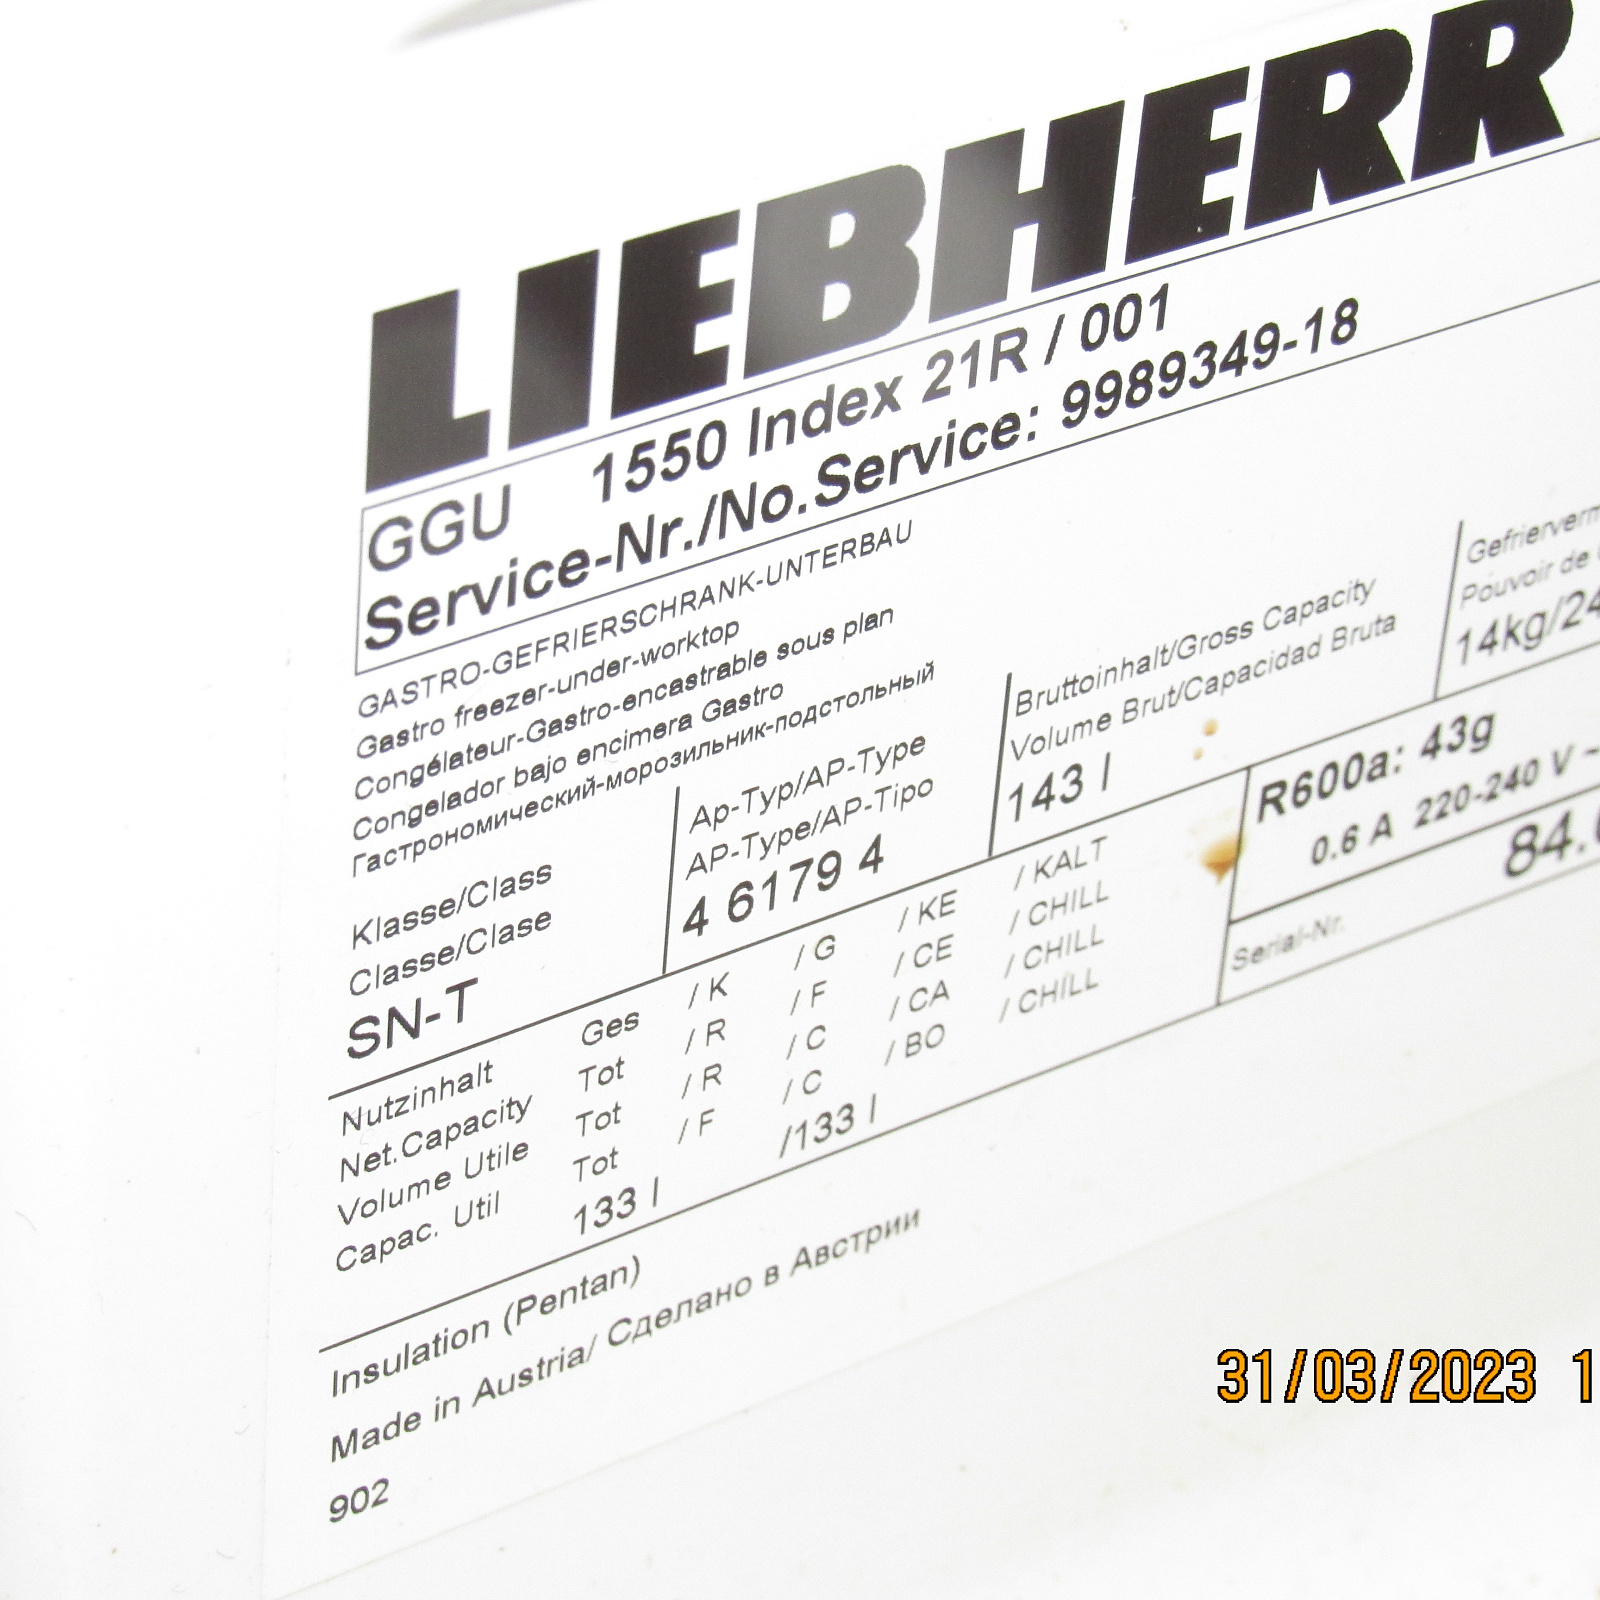 LIEBHERR
GGU 1550 Index 21R / 001
Service-Nr./No.Service: 9989349-18
GASTRO-GEFRIERSCHRANK-UNTERBAU
Gastro freezer-under-worktop
Congélateur-Gastro-encastrable sous plan
Congelador bajo encimera Gastro
Гастрономический-морозильник-подстольный
Klasse/Class
Classe/Clase
SN-T
Ap-Typ/AP-Type
AP-Type/AP-Tipo
4 6179 4
Bruttoinhalt/Gross Capacity
Volume Brut/Capacidad Bruta
143 l
Pouvoir de
14kg/24
Nutzinhalt Ges / K / G / KE / KALT
Net.Capacity Tot / R / F / CE / CHILL
Volume Utile Tot / R / C / CA / CHILL
Capac. Util Tot / F / C / BO / CHILL
133 l /133 l
R600a: 43g
0.6 A 220-240 V ~
84.
Serial-Nr.
Insulation (Pentan)
Made in Austria/ Сделано в Австрии
902
31/03/2023 1